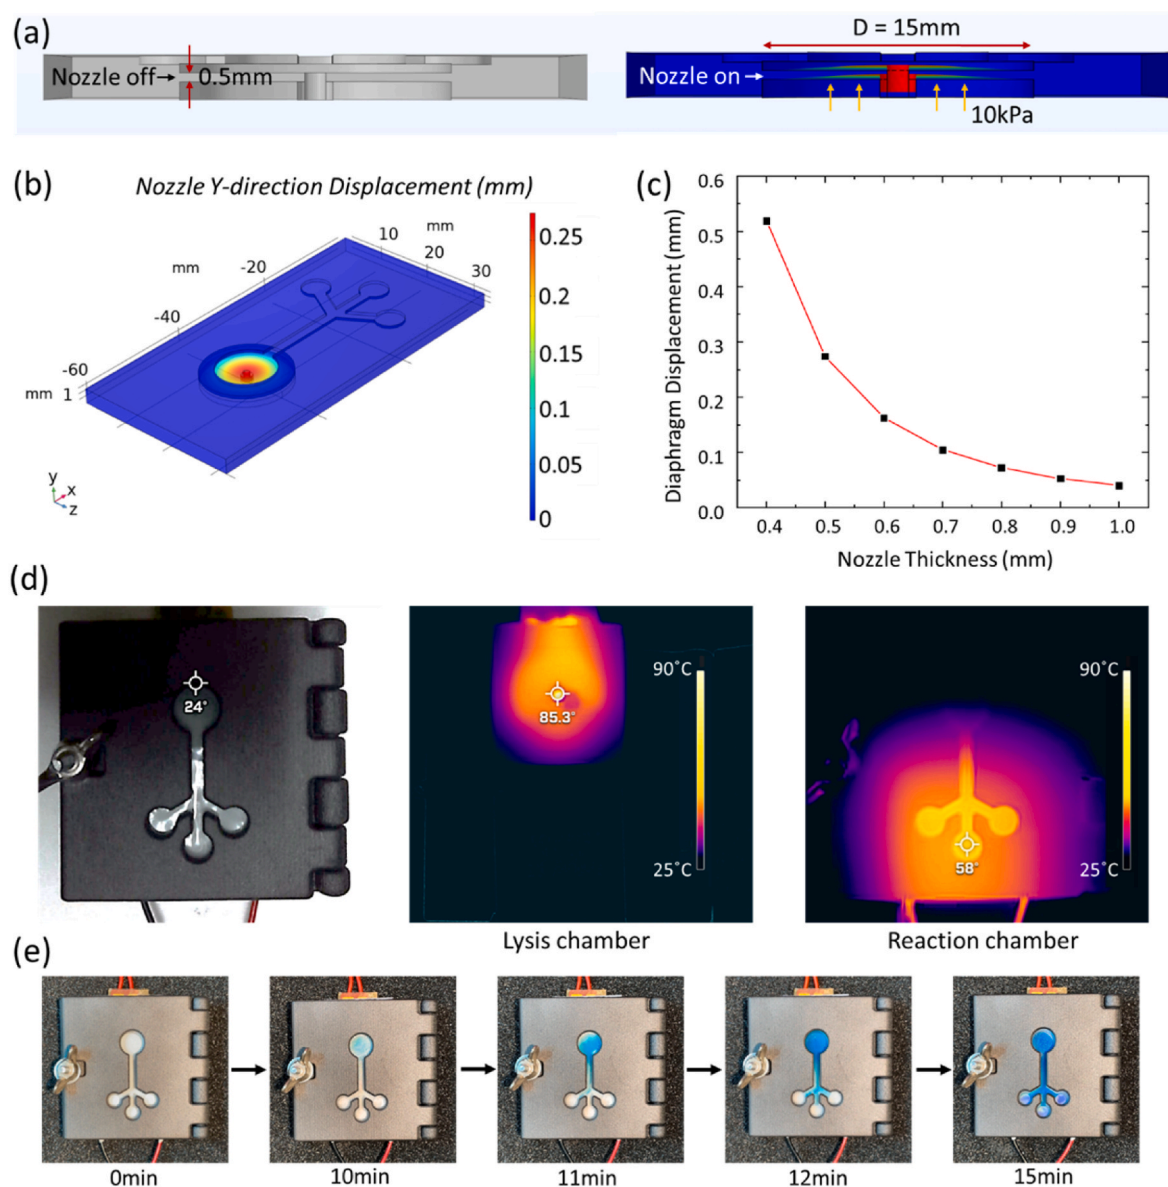 (a)
Nozzle off
0.5mm
D = 15mm
Nozzle on
10kPa
(b)
Nozzle Y-direction Displacement (mm)
mm
-20
10
20
30
-40
-60
mm 1
y
x
z
0.25
0.2
0.15
0.1
0.05
0
(c)
Diaphragm Displacement (mm)
0.6
0.5
0.3
0.2
0.1
0.0
0.4 0.5 0.6 0.7 0.8 0.9 1.0
Nozzle Thickness (mm)
(d)
24°
90˚C
85.3°
25˚C
Lysis chamber
90˚C
58°
25˚C
Reaction chamber
(e)
0min
10min
11min
12min
15min